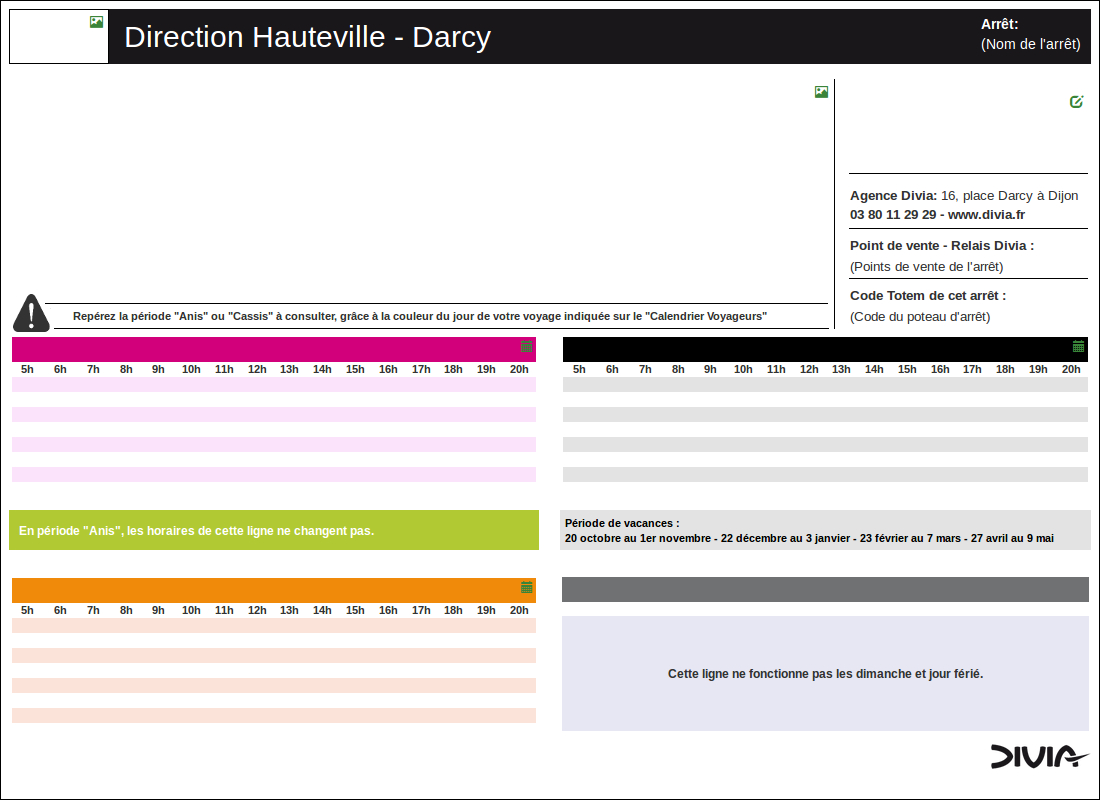 Direction Hauteville - Darcy
Arrêt:
(Nom de l'arrêt)
Agence Divia: 16, place Darcy à Dijon
03 80 11 29 29 - www.divia.fr
Point de vente - Relais Divia :
(Points de vente de l'arrêt)
Code Totem de cet arrêt :
(Code du poteau d'arrêt)
Repérez la période "Anis" ou "Cassis" à consulter, grâce à la couleur du jour de votre voyage indiquée sur le "Calendrier Voyageurs"
5h 6h 7h 8h 9h 10h 11h 12h 13h 14h 15h 16h 17h 18h 19h 20h
5h 6h 7h 8h 9h 10h 11h 12h 13h 14h 15h 16h 17h 18h 19h 20h
En période "Anis", les horaires de cette ligne ne changent pas.
Période de vacances :
20 octobre au 1er novembre - 22 décembre au 3 janvier - 23 février au 7 mars - 27 avril au 9 mai
5h 6h 7h 8h 9h 10h 11h 12h 13h 14h 15h 16h 17h 18h 19h 20h
Cette ligne ne fonctionne pas les dimanche et jour férié.
DIVIA